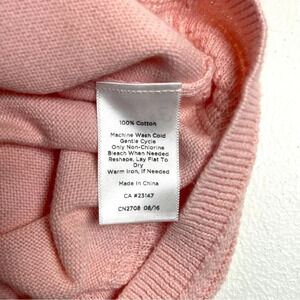 100% Cotton
Machine Wash Cold
Gentle Cycle
Only Non-Chlorine
Bleach When Needed
Reshape, Lay Flat To
Dry
Warm Iron, If Needed
Made in China
CA #23147
CN2708 08/16